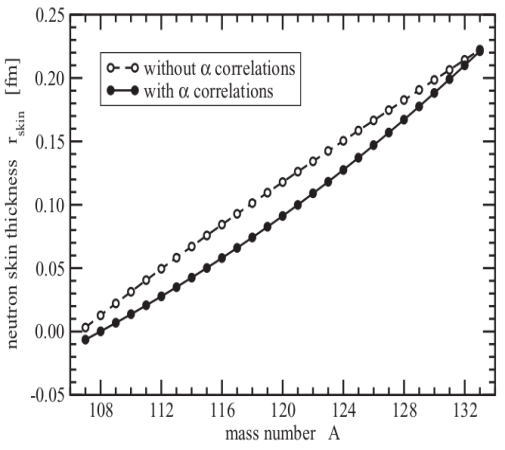 0.25
0.20
0.15
0.10
0.05
0.00
-0.05
neutron skin thickness r_skin [fm]
without α correlations
with α correlations
108 112 116 120 124 128 132
mass number A